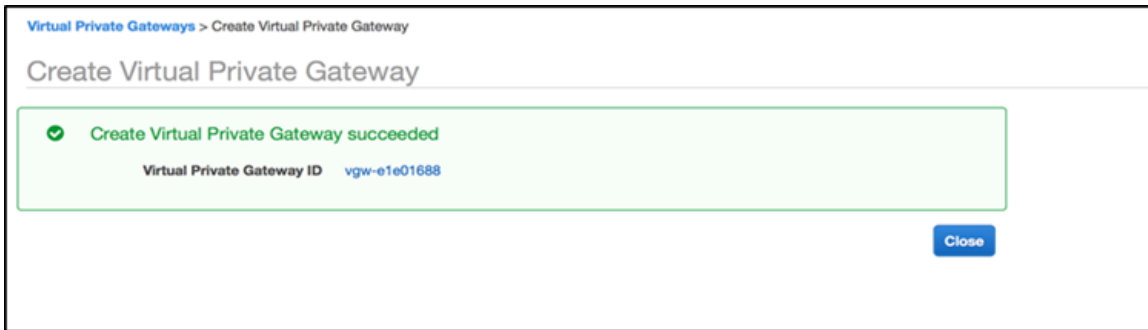 Virtual Private Gateways > Create Virtual Private Gateway
Create Virtual Private Gateway
Create Virtual Private Gateway succeeded
Virtual Private Gateway ID vgw-e1e01688
Close